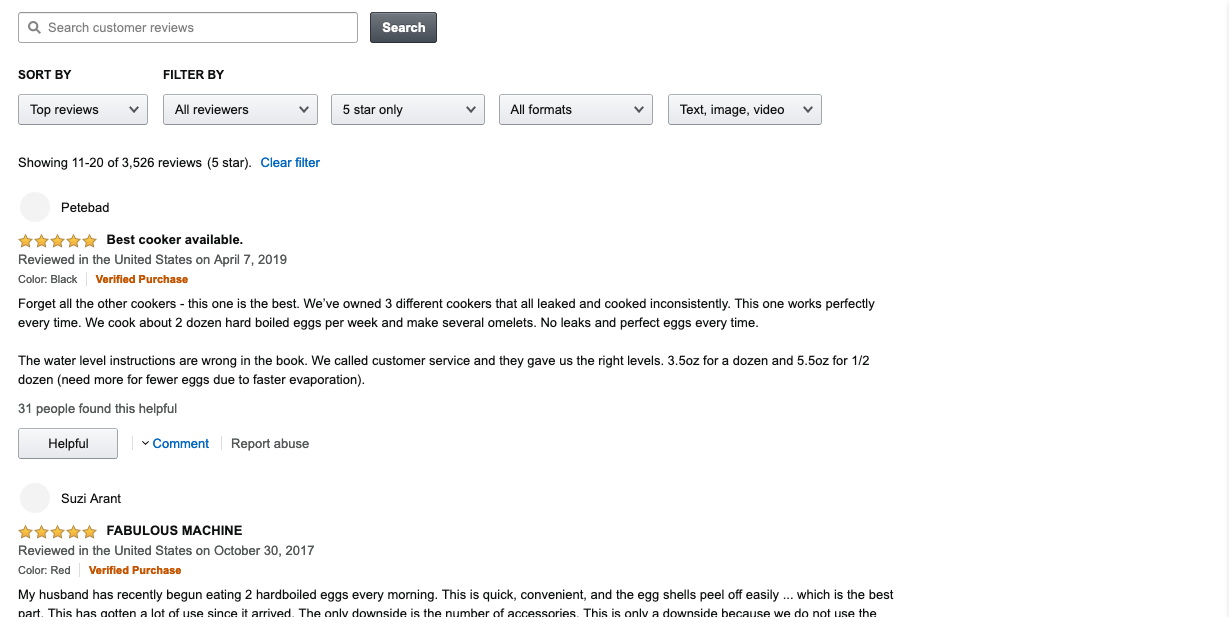 Search customer reviews
Search
SORT BY
FILTER BY
Top reviews
All reviewers
5 star only
All formats
Text, image, video
Showing 11-20 of 3,526 reviews (5 star). Clear filter
Petebad
Best cooker available.
Reviewed in the United States on April 7, 2019
Color: Black
Verified Purchase
Forget all the other cookers - this one is the best. We've owned 3 different cookers that all leaked and cooked inconsistently. This one works perfectly
every time. We cook about 2 dozen hard boiled eggs per week and make several omelets. No leaks and perfect eggs every time.
The water level instructions are wrong in the book. We called customer service and they gave us the right levels. 3.5oz for a dozen and 5.5oz for 1/2
dozen (need more for fewer eggs due to faster evaporation).
31 people found this helpful
Helpful
Comment
Report abuse
Suzi Arant
FABULOUS MACHINE
Reviewed in the United States on October 30, 2017
Color: Red
Verified Purchase
My husband has recently begun eating 2 hardboiled eggs every morning. This is quick, convenient, and the egg shells peel off easily ... which is the best
part. This has gotten a lot of use since it arrived. The only downside is the number of accessories. This is only a downside because we do not use the